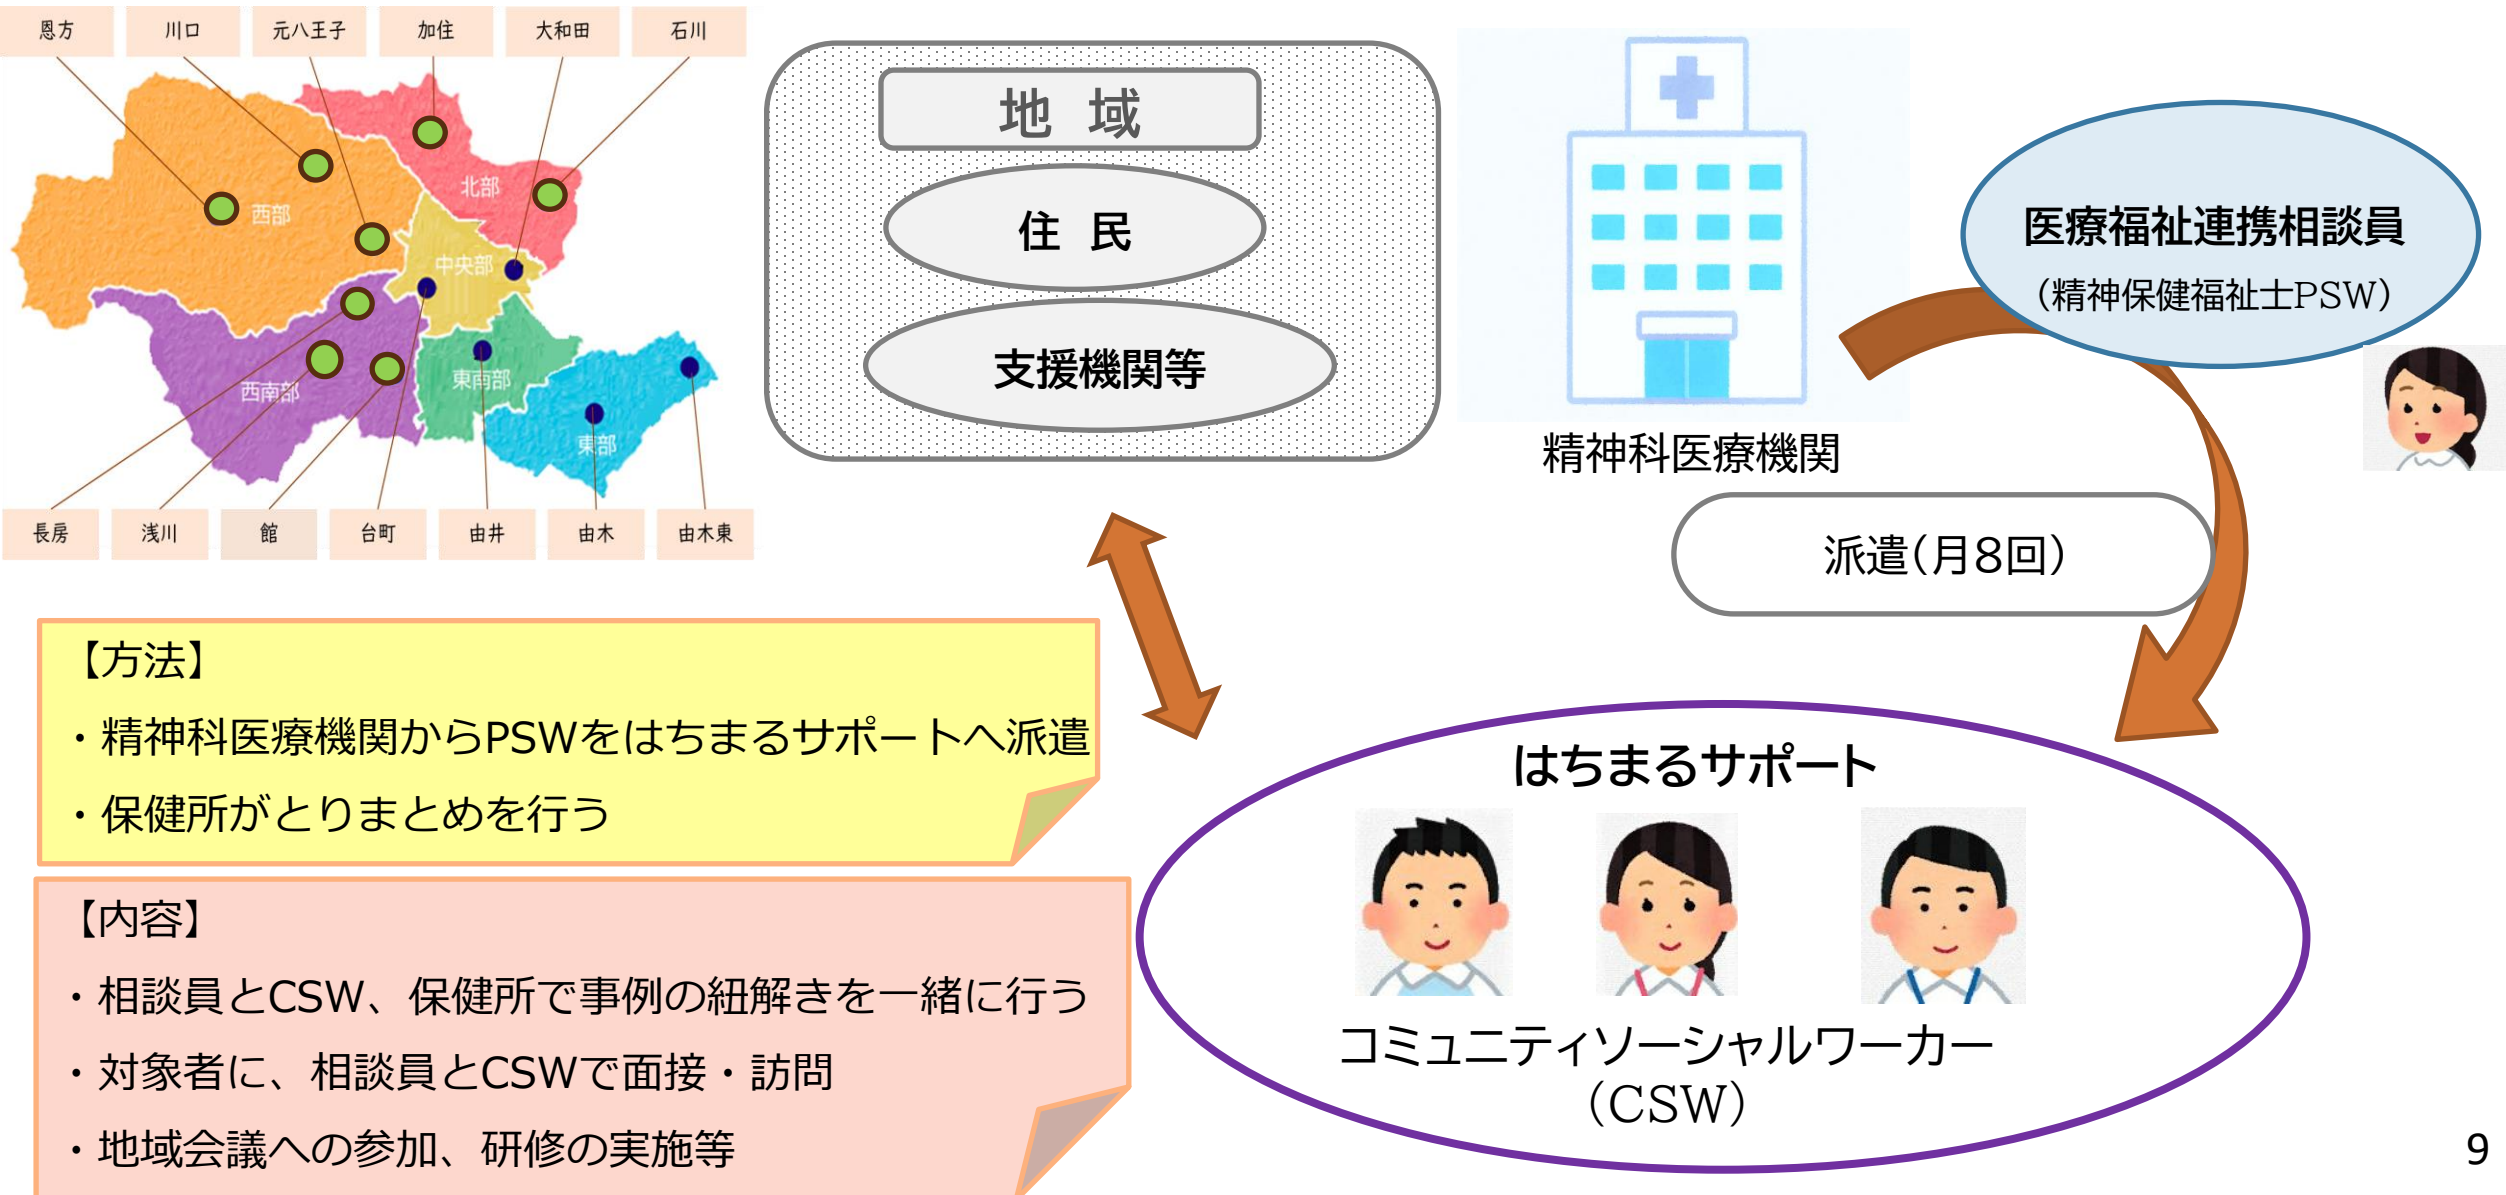 恩方
川口
元八王子
加住
大和田
石川
北部
西部
中央部
西南部
東南部
東部
長房
浅川
館
台町
由井
由木
由木東
地 域
住 民
支援機関等
精神科医療機関
医療福祉連携相談員
（精神保健福祉士PSW）
派遣（月8回）
【方法】
・精神科医療機関からPSWをはちまるサポートへ派遣
・保健所がとりまとめを行う
【内容】
・相談員とCSW、保健所で事例の紐解きを一緒に行う
・対象者に、相談員とCSWで面接・訪問
・地域会議への参加、研修の実施等
はちまるサポート
コミュニティソーシャルワーカー
（CSW）
9